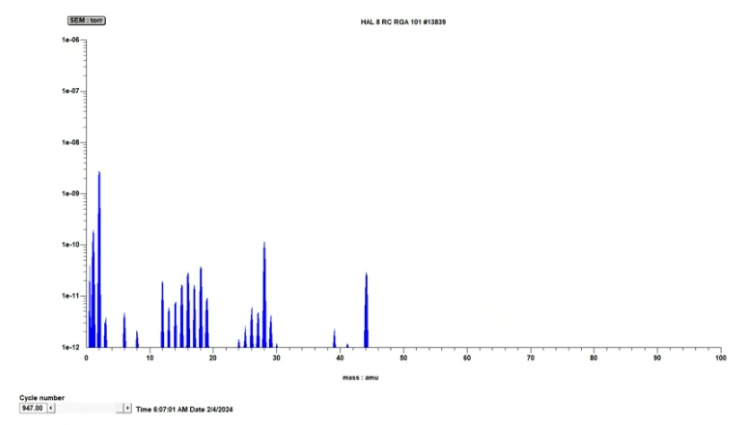 SEM : torr
HAL 8 RC RGA 101 #13839
1e-06
1e-07
1e-08
1e-09
1e-10
1e-11
1e-12
0 10 20 30 40 50 60 70 80 90 100
mass : amu
Cycle number
947.00 Time 6:07:01 AM Date 2/4/2024